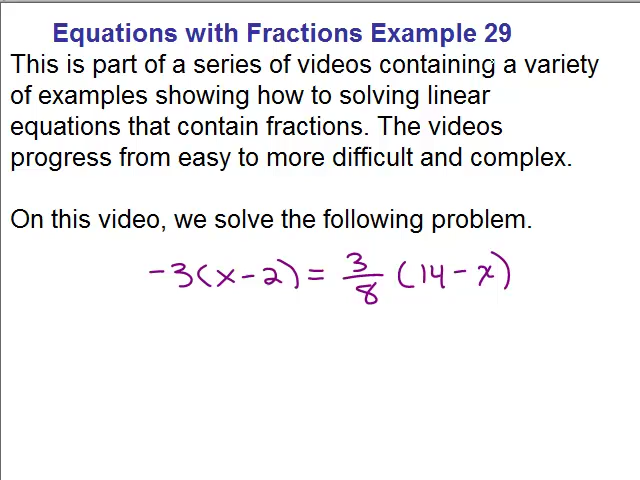 Equations with Fractions Example 29
This is part of a series of videos containing a variety
of examples showing how to solving linear
equations that contain fractions. The videos
progress from easy to more difficult and complex.
On this video, we solve the following problem.
-3(x-2) = 3/8 (14-x)